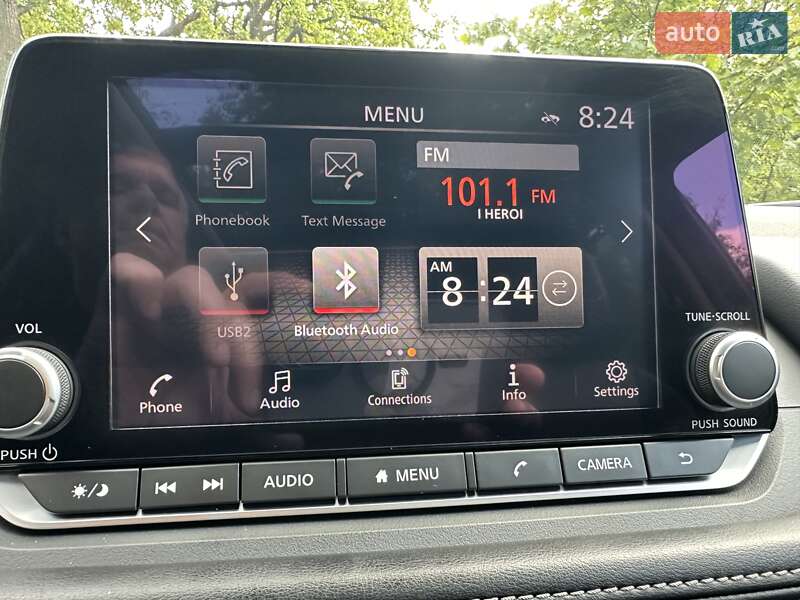 auto RIA.com
MENU
8:24
Phonebook
Text Message
FM
101.1 FM
I HEROI
USB2
Bluetooth Audio
AM
8:24
Phone
Audio
Connections
Info
Settings
VOL
PUSH
TUNE-SCROLL
PUSH SOUND
AUDIO
MENU
CAMERA